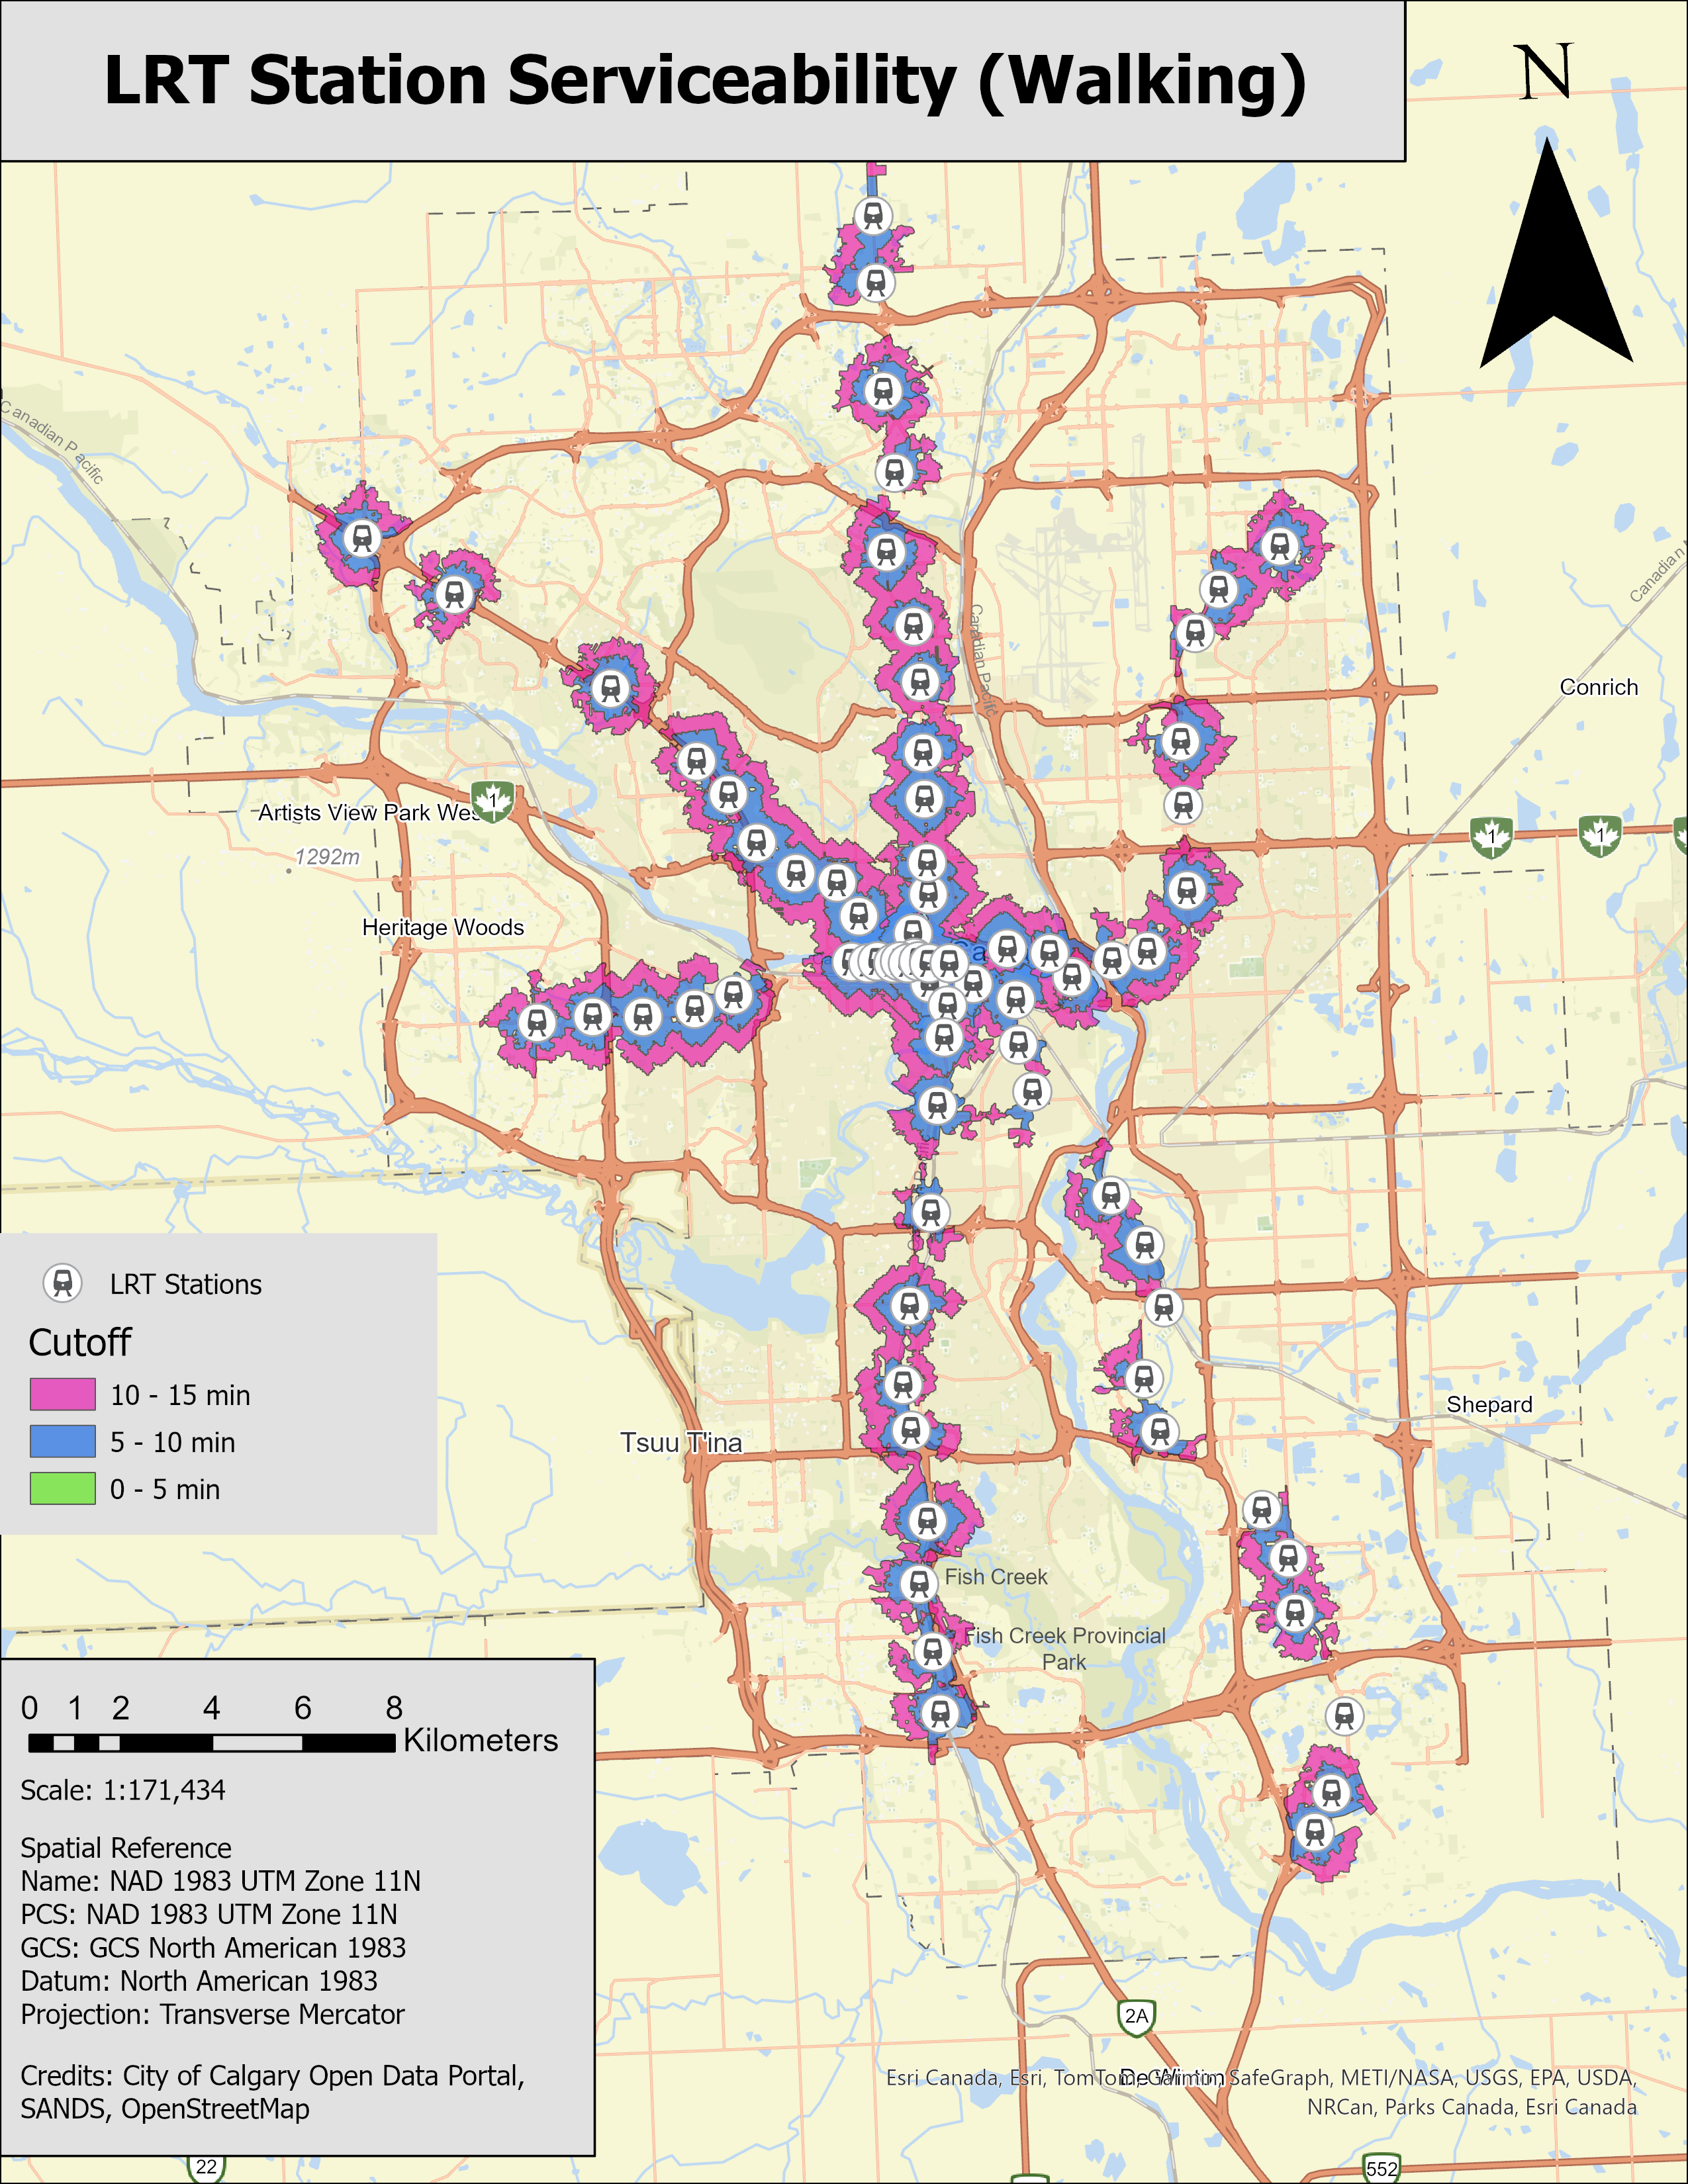 LRT Station Serviceability (Walking)
N
Canadian Pacific
Canadian
Canadian Pacific
Conrich
1
Artists View Park Wes
1
1
1292m
Heritage Woods
Ca
LRT Stations
Cutoff
10 - 15 min
5 - 10 min
0 - 5 min
Shepard
Tsuu T'ina
Fish Creek
Fish Creek Provincial
Park
0 1 2 4 6 8
Kilometers
Scale: 1:171,434
Spatial Reference
Name: NAD 1983 UTM Zone 11N
PCS: NAD 1983 UTM Zone 11N
GCS: GCS North American 1983
Datum: North American 1983
Projection: Transverse Mercator
Credits: City of Calgary Open Data Portal,
SANDS, OpenStreetMap
2A
Esri Canada, Esri, TomTom, Garmin, SafeGraph, METI/NASA, USGS, EPA, USDA,
NRCan, Parks Canada, Esri Canada
22
552